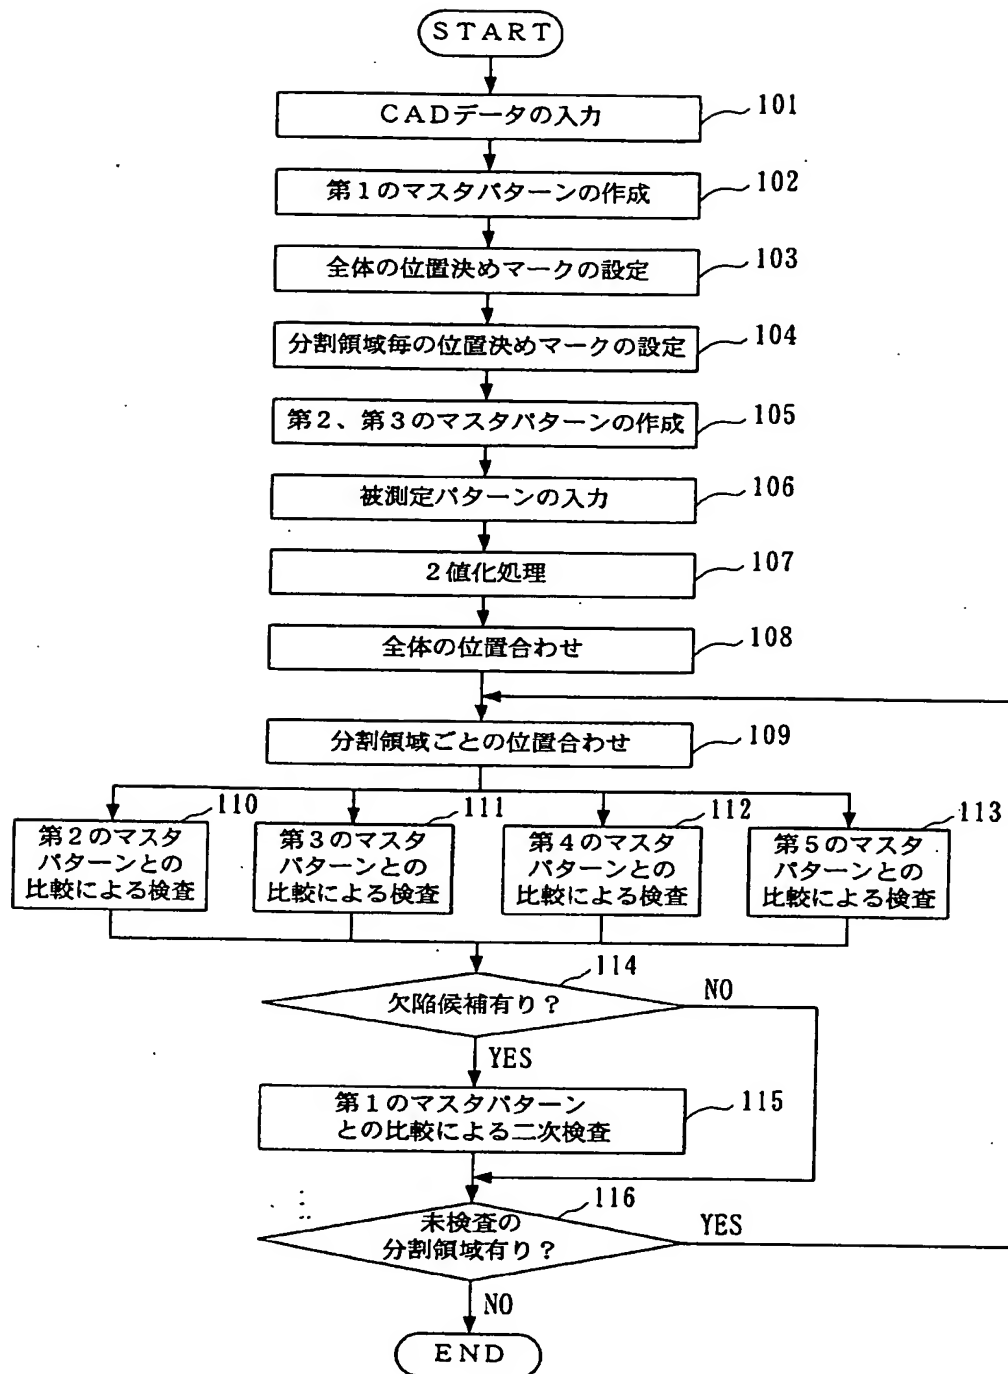 START
CADデータの入力
101
第1のマスタパターンの作成
102
全体の位置決めマークの設定
103
分割領域毎の位置決めマークの設定
104
第2、第3のマスタパターンの作成
105
被測定パターンの入力
106
2値化処理
107
全体の位置合わせ
108
分割領域ごとの位置合わせ
109
110
第2のマスタ
パターンとの
比較による検査
111
第3のマスタ
パターンとの
比較による検査
112
第4のマスタ
パターンとの
比較による検査
113
第5のマスタ
パターンとの
比較による検査
114
欠陥候補有り?
NO
YES
第1のマスタパターン
との比較による二次検査
115
116
未検査の
分割領域有り?
YES
NO
END